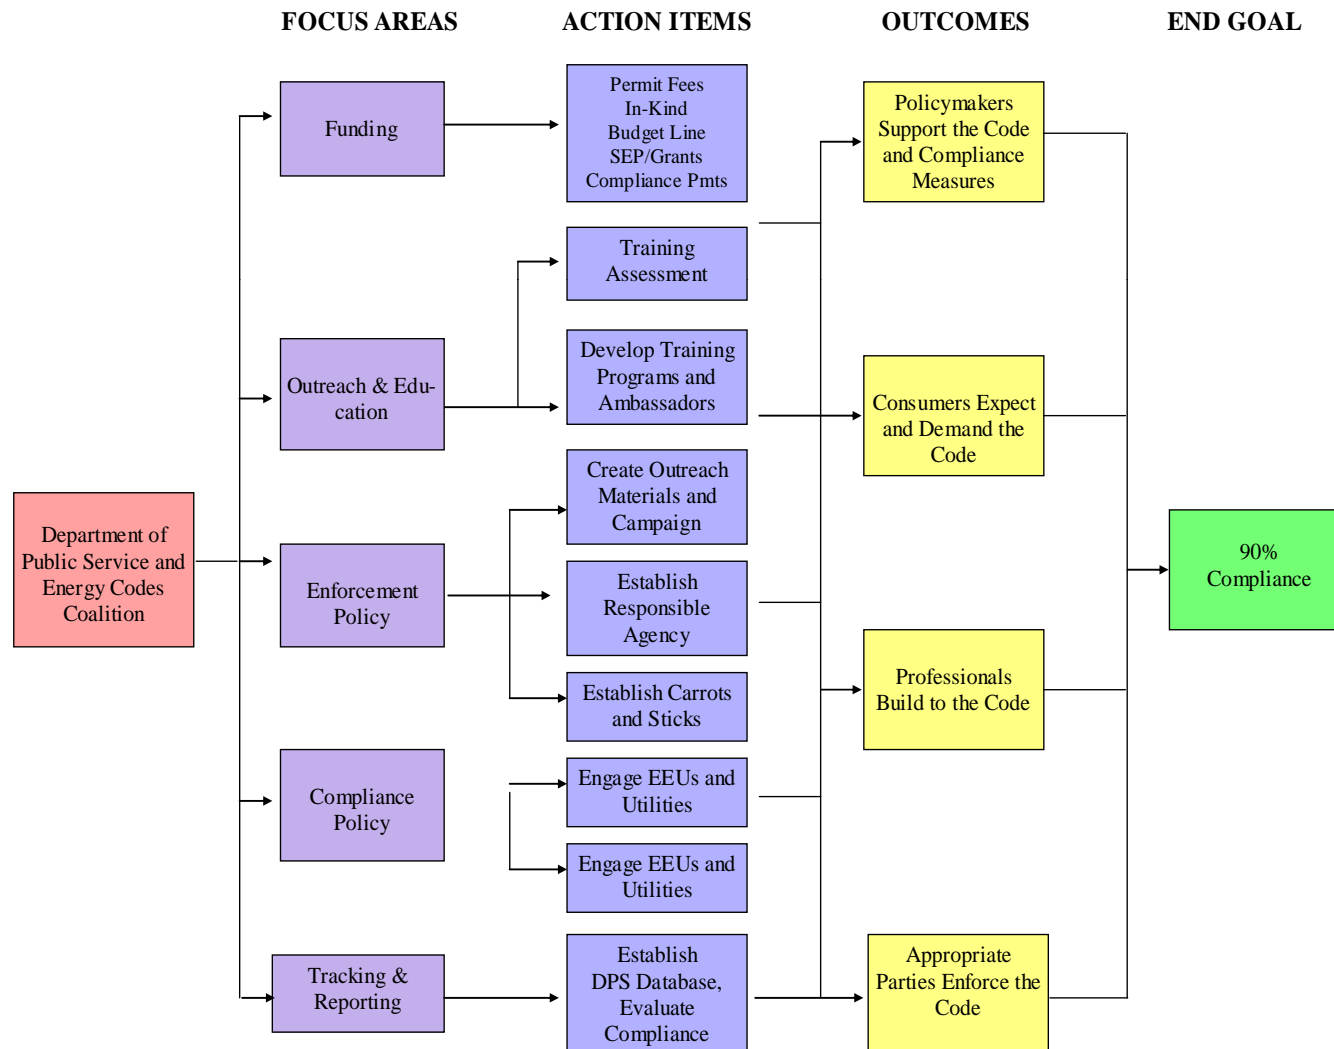 FOCUS AREAS
ACTION ITEMS
OUTCOMES
END GOAL
Department of
Public Service and
Energy Codes
Coalition
Funding
Outreach & Edu-
cation
Enforcement
Policy
Compliance
Policy
Tracking &
Reporting
Permit Fees
In-Kind
Budget Line
SEP/Grants
Compliance Pmts
Training
Assessment
Develop Training
Programs and
Ambassadors
Create Outreach
Materials and
Campaign
Establish
Responsible
Agency
Establish Carrots
and Sticks
Engage EEUs and
Utilities
Engage EEUs and
Utilities
Establish
DPS Database,
Evaluate
Compliance
Policymakers
Support the Code
and Compliance
Measures
Consumers Expect
and Demand the
Code
Professionals
Build to the Code
Appropriate
Parties Enforce the
Code
90%
Compliance